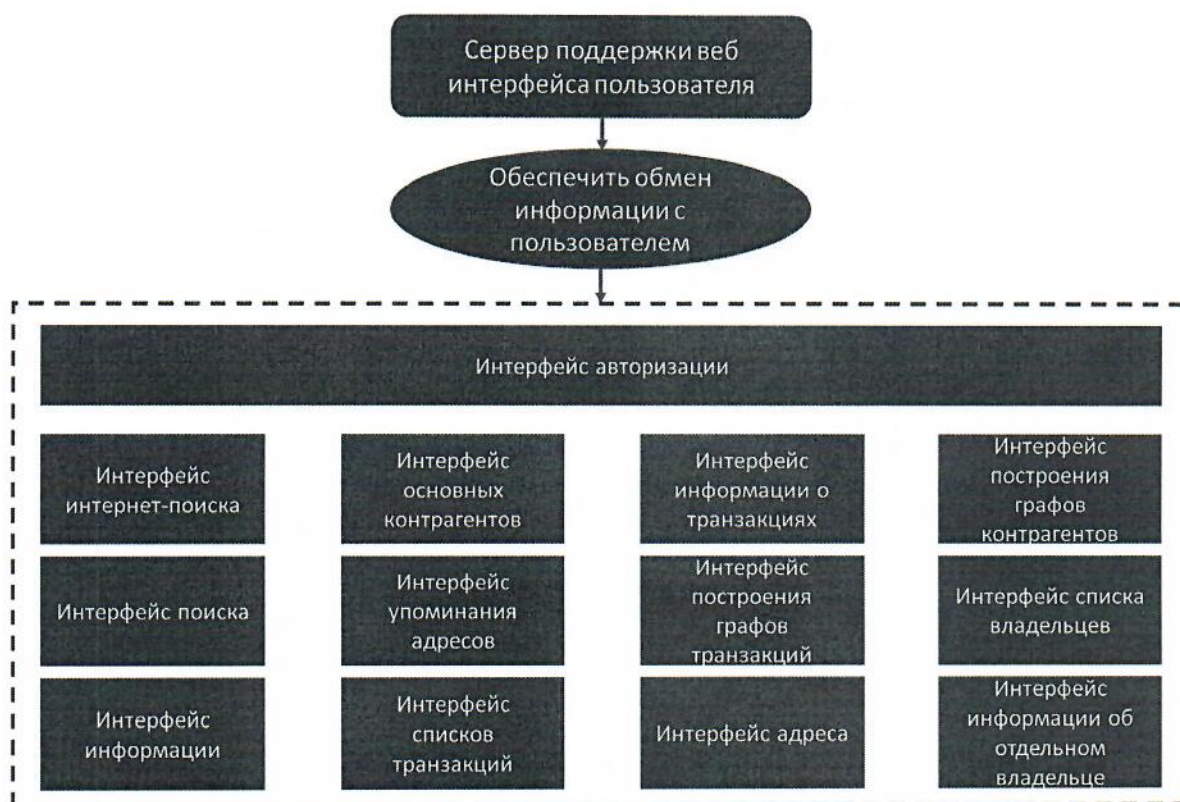 Сервер поддержки веб
интерфейса пользователя
Обеспечить обмен
информации с
пользователем
Интерфейс авторизации
Интерфейс
интернет-поиска
Интерфейс
основных
контрагентов
Интерфейс
информации о
транзакциях
Интерфейс
построения
графов
контрагентов
Интерфейс поиска
Интерфейс
упоминания
адресов
Интерфейс
построения
графов
транзакций
Интерфейс списка
владельцев
Интерфейс
информации
Интерфейс
списков
транзакций
Интерфейс адреса
Интерфейс
информации об
отдельном
владельце